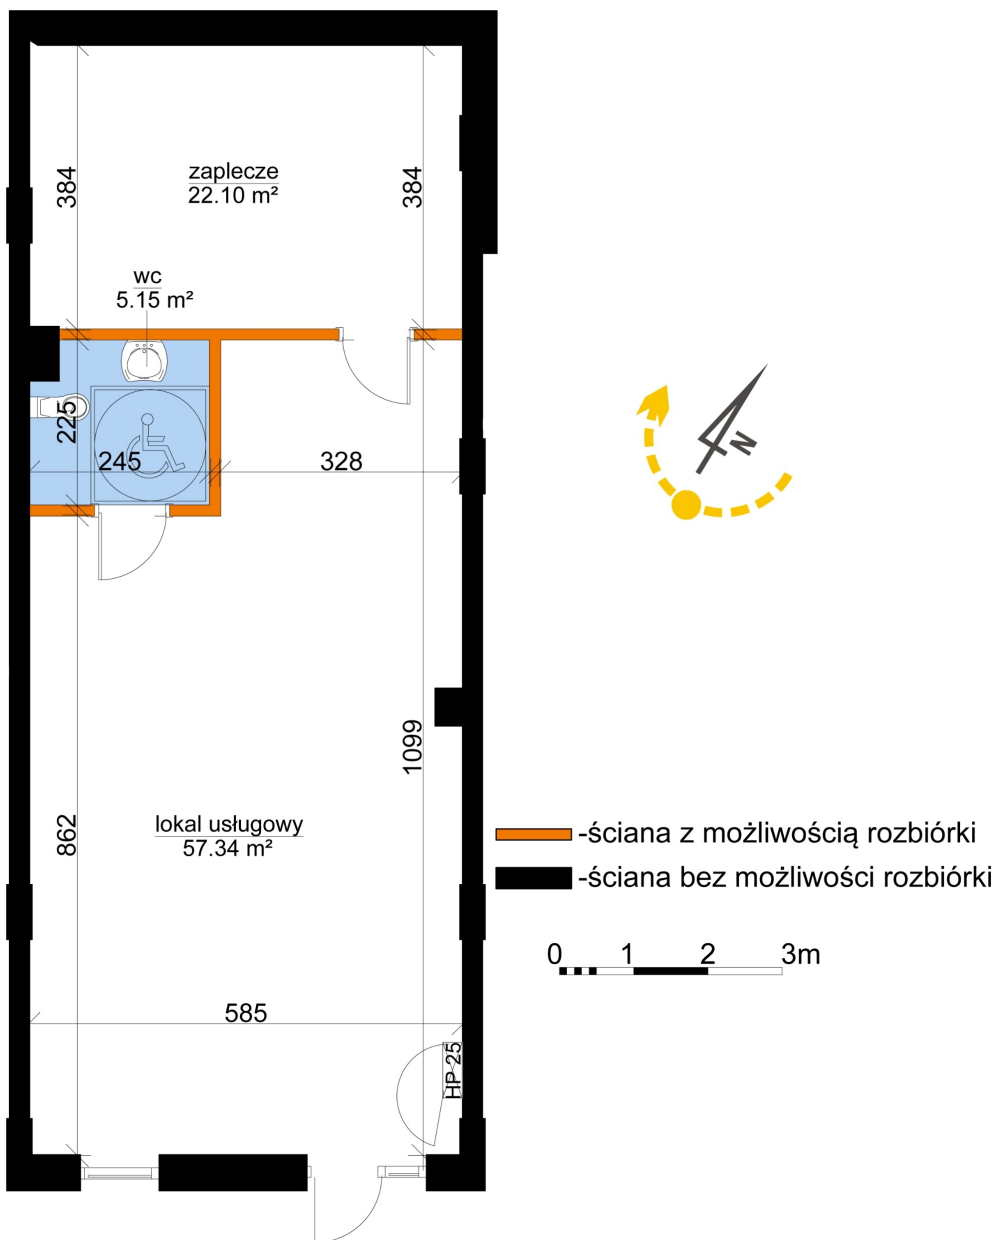 384
zaplecze
22.10 m²
384
wc
5.15 m²
225
245
328
N
1099
862
lokal usługowy
57.34 m²
-ściana z możliwością rozbiórki
-ściana bez możliwości rozbiórki
0 1 2 3m
585
HP 25